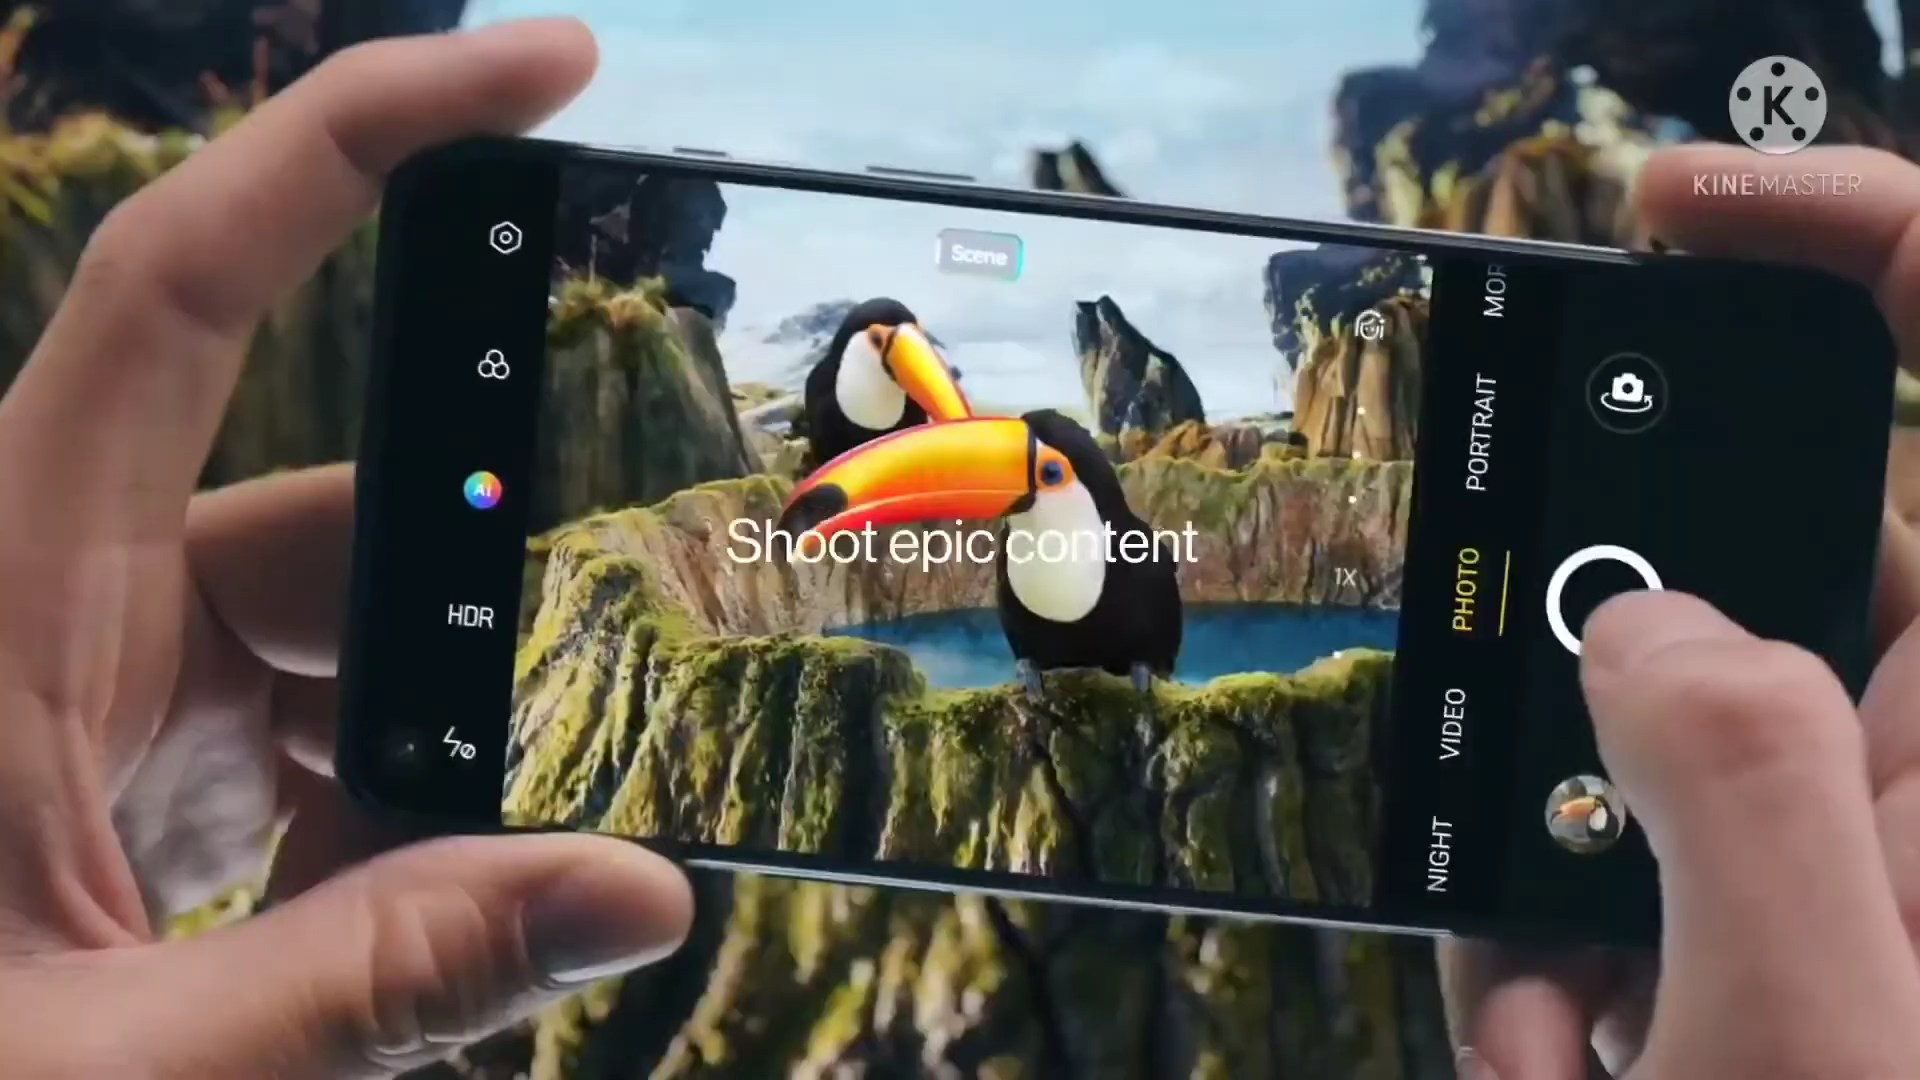 K
KINEMASTER
Scene
AI
HDR
Shoot epic content
1X
MOR
PORTRAIT
PHOTO
VIDEO
NIGHT